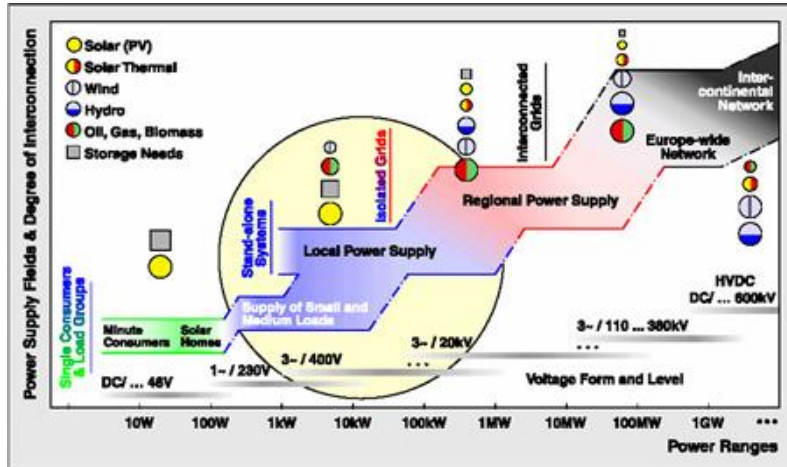 Power Supply Fields & Degree of Interconnection
Solar (PV)
Solar Thermal
Wind
Hydro
Oil, Gas, Biomass
Storage Needs
Single Consumers
& Load Groups
Stand-alone
Systems
Isolated Grids
Interconnected
Grids
Inter-
continental
Network
Europe-wide
Network
Regional Power Supply
Local Power Supply
Supply of Small and
Medium Loads
Minute
Consumers
Solar
Homes
HVDC
DC/ ... 600kV
3~ / 110 ... 380kV
...
3~ / 20kV
...
3~ / 400V
1~ / 230V
DC/ ... 48V
Voltage Form and Level
10W 100W 1kW 10kW 100kW 1MW 10MW 100MW 1GW ...
Power Ranges